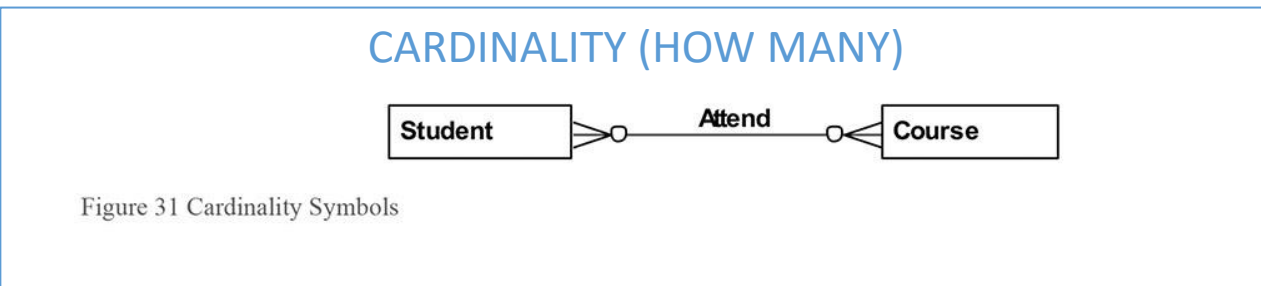 CARDINALITY (HOW MANY)
Student Attend Course
Figure 31 Cardinality Symbols